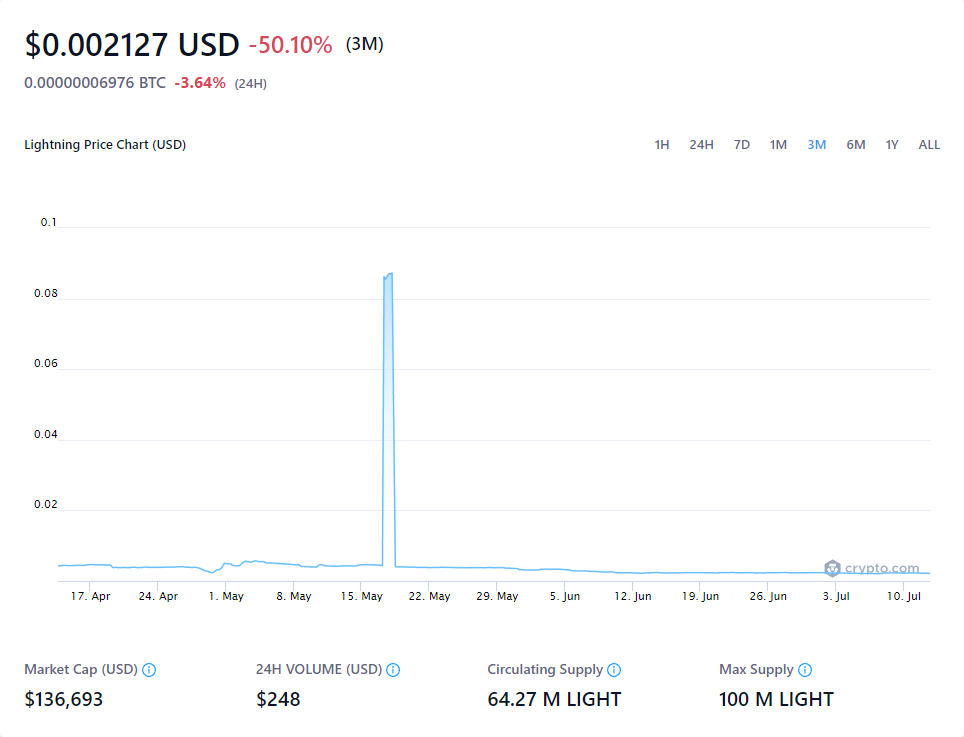 $0.002127 USD -50.10% (3M)
0.00000006976 BTC -3.64% (24H)
Lightning Price Chart (USD) 1H 24H 7D 1M 3M 6M 1Y ALL
0.1
0.08
0.06
0.04
0.02
crypto.com
17. Apr 24. Apr 1. May 8. May 15. May 22. May 29. May 5. Jun 12. Jun 19. Jun 26. Jun 3. Jul 10. Jul
Market Cap (USD) 24H VOLUME (USD) Circulating Supply Max Supply
$136,693 $248 64.27 M LIGHT 100 M LIGHT